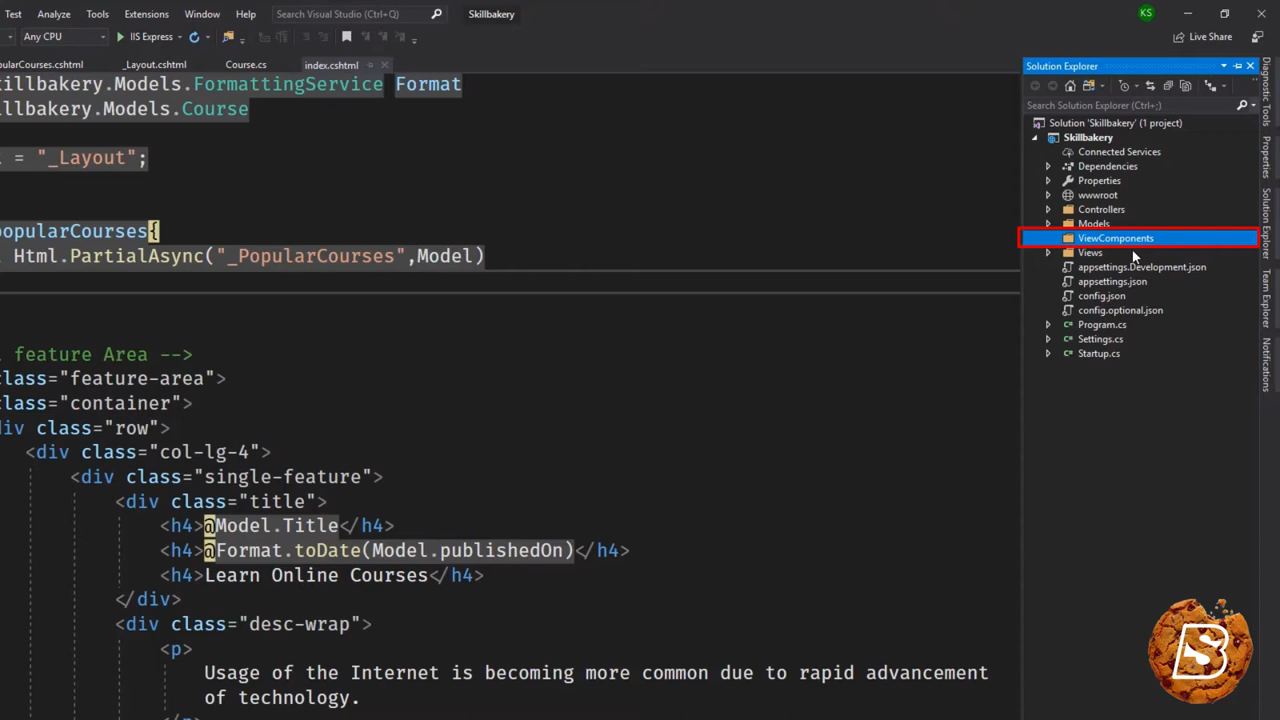 Test Analyze Tools Extensions Window Help Search Visual Studio (Ctrl+Q) Skillbakery KS
Any CPU IIS Express Live Share
pularCourses.cshtml _Layout.cshtml Course.cs index.cshtml
killbakery.Models.FormattingService Format
killbakery.Models.Course
= "_Layout";
popularCourses{
Html.PartialAsync("_PopularCourses",Model)
feature Area -->
class="feature-area">
class="container">
div class="row">
<div class="col-lg-4">
<div class="single-feature">
<div class="title">
<h4>@Model.Title</h4>
<h4>@Format.toDate(Model.publishedOn)</h4>
<h4>Learn Online Courses</h4>
</div>
<div class="desc-wrap">
<p>
Usage of the Internet is becoming more common due to rapid advancement
of technology.
Solution Explorer
Search Solution Explorer (Ctrl+;)
Solution 'Skillbakery' (1 project)
Skillbakery
Connected Services
Dependencies
Properties
wwwroot
Controllers
Models
ViewComponents
Views
appsettings.Development.json
appsettings.json
config.json
config.optional.json
Program.cs
Settings.cs
Startup.cs
Diagnostic Tools
Properties
Solution Explorer
Team Explorer
Notifications